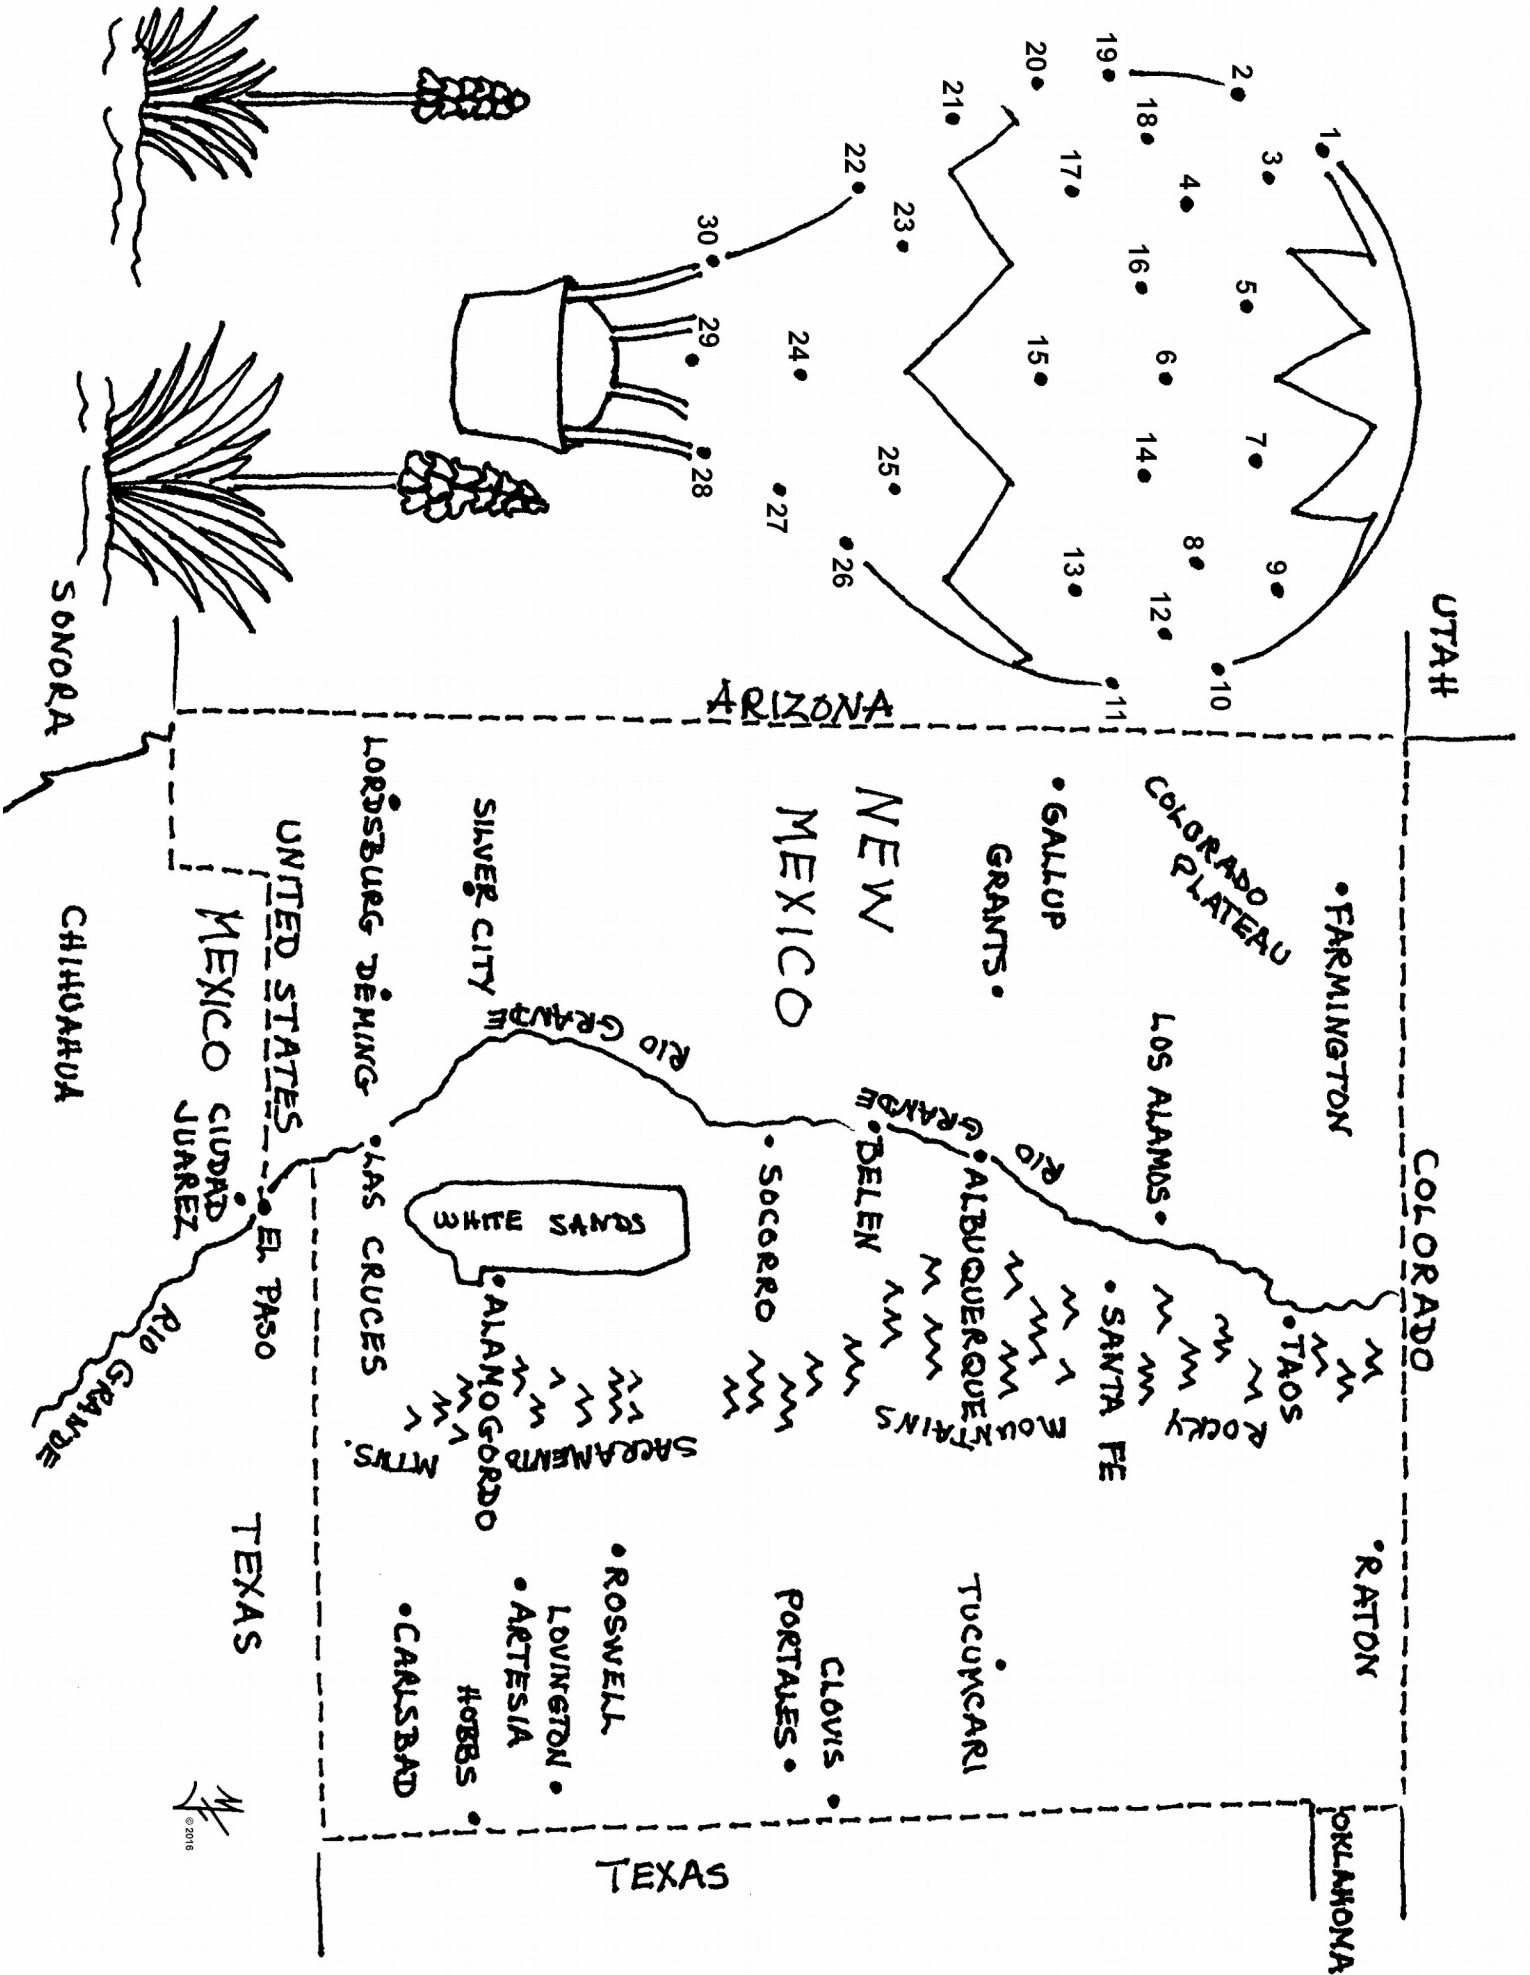 UTAH
COLORADO
OKLAHOMA
1
2
3
4
5
6
7
8
9
10
11
12
13
14
15
16
17
18
19
20
21
22
23
24
25
26
27
28
29
30
ARIZONA
FARMINGTON
RATON
TAOS
COLORADO
PLATEAU
LOS ALAMOS
ROCKY
MOUNTAINS
SANTA FE
GALLUP
GRANTS
RIO
GRANDE
ALBUQUERQUE
TUCUMCARI
NEW
MEXICO
BELEN
CLOVIS
PORTALES
SOCORRO
RIO GRANDE
TEXAS
WHITE SANDS
SACRAMENTO
MTNS.
ROSWELL
LOVINGTON
ARTESIA
SILVER CITY
ALAMOGORDO
HOBBS
LORDSBURG
DEMING
LAS CRUCES
CARLSBAD
UNITED STATES
MEXICO
CIUDAD
JUAREZ
EL PASO
TEXAS
RIO GRANDE
SONORA
CHIHUAHUA
© 2016